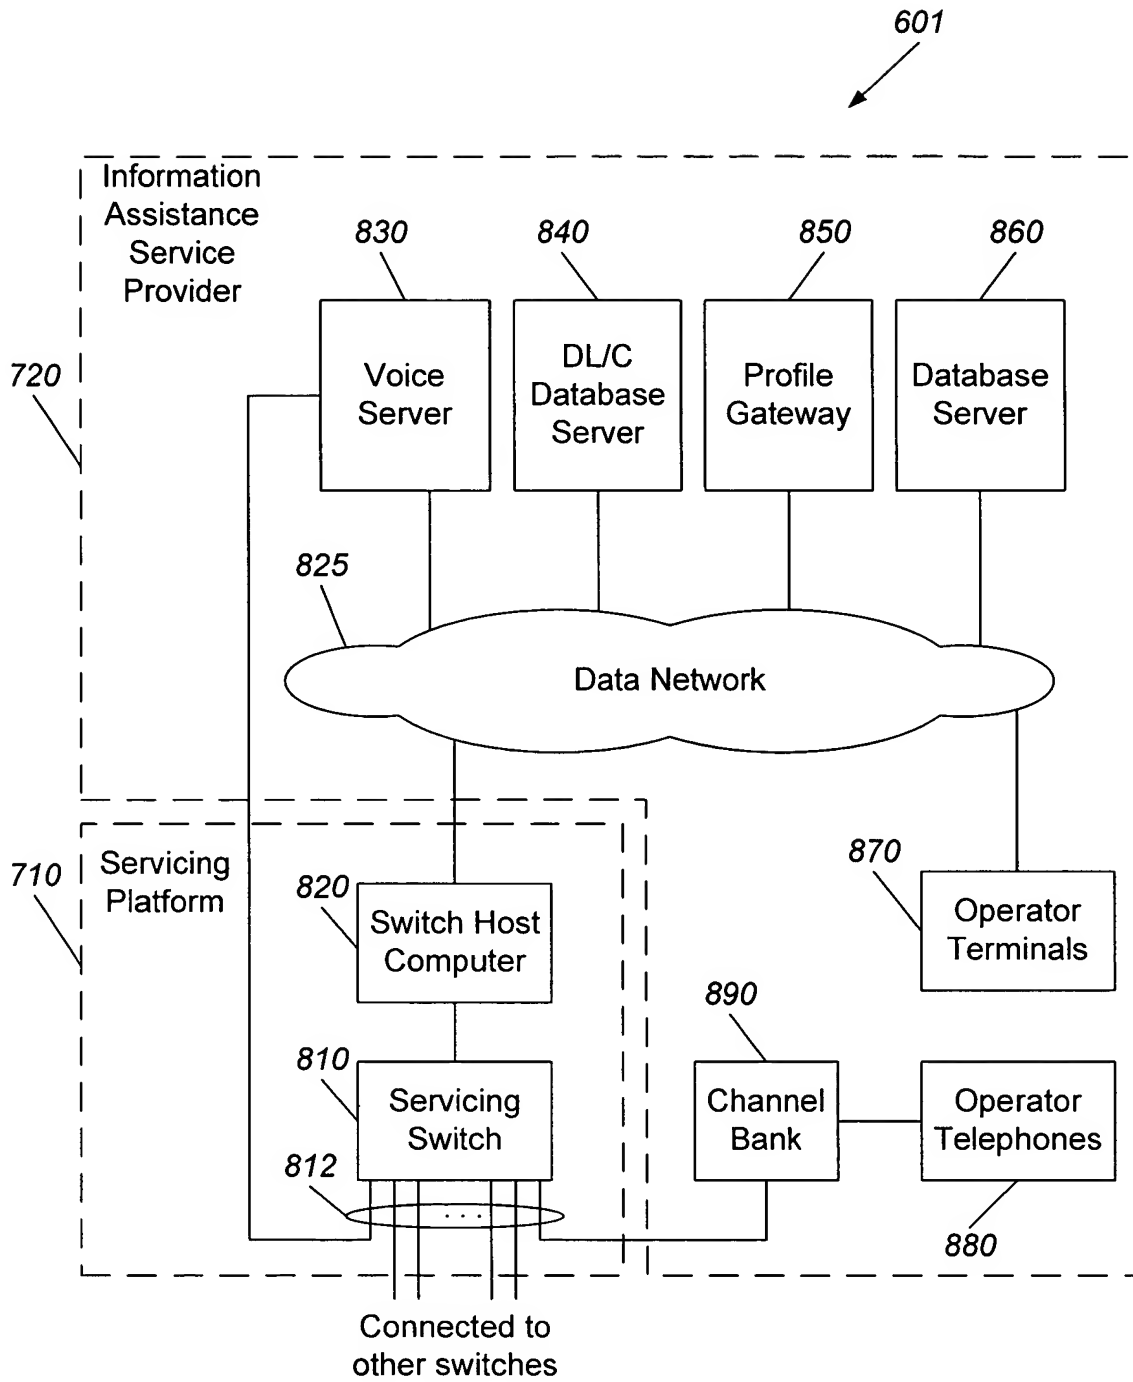 601
Information
Assistance
Service
Provider
830
840
850
860
720
Voice
Server
DL/C
Database
Server
Profile
Gateway
Database
Server
825
Data Network
710
Servicing
Platform
820
Switch Host
Computer
870
Operator
Terminals
810
Servicing
Switch
890
Channel
Bank
Operator
Telephones
812
. . .
880
Connected to
other switches